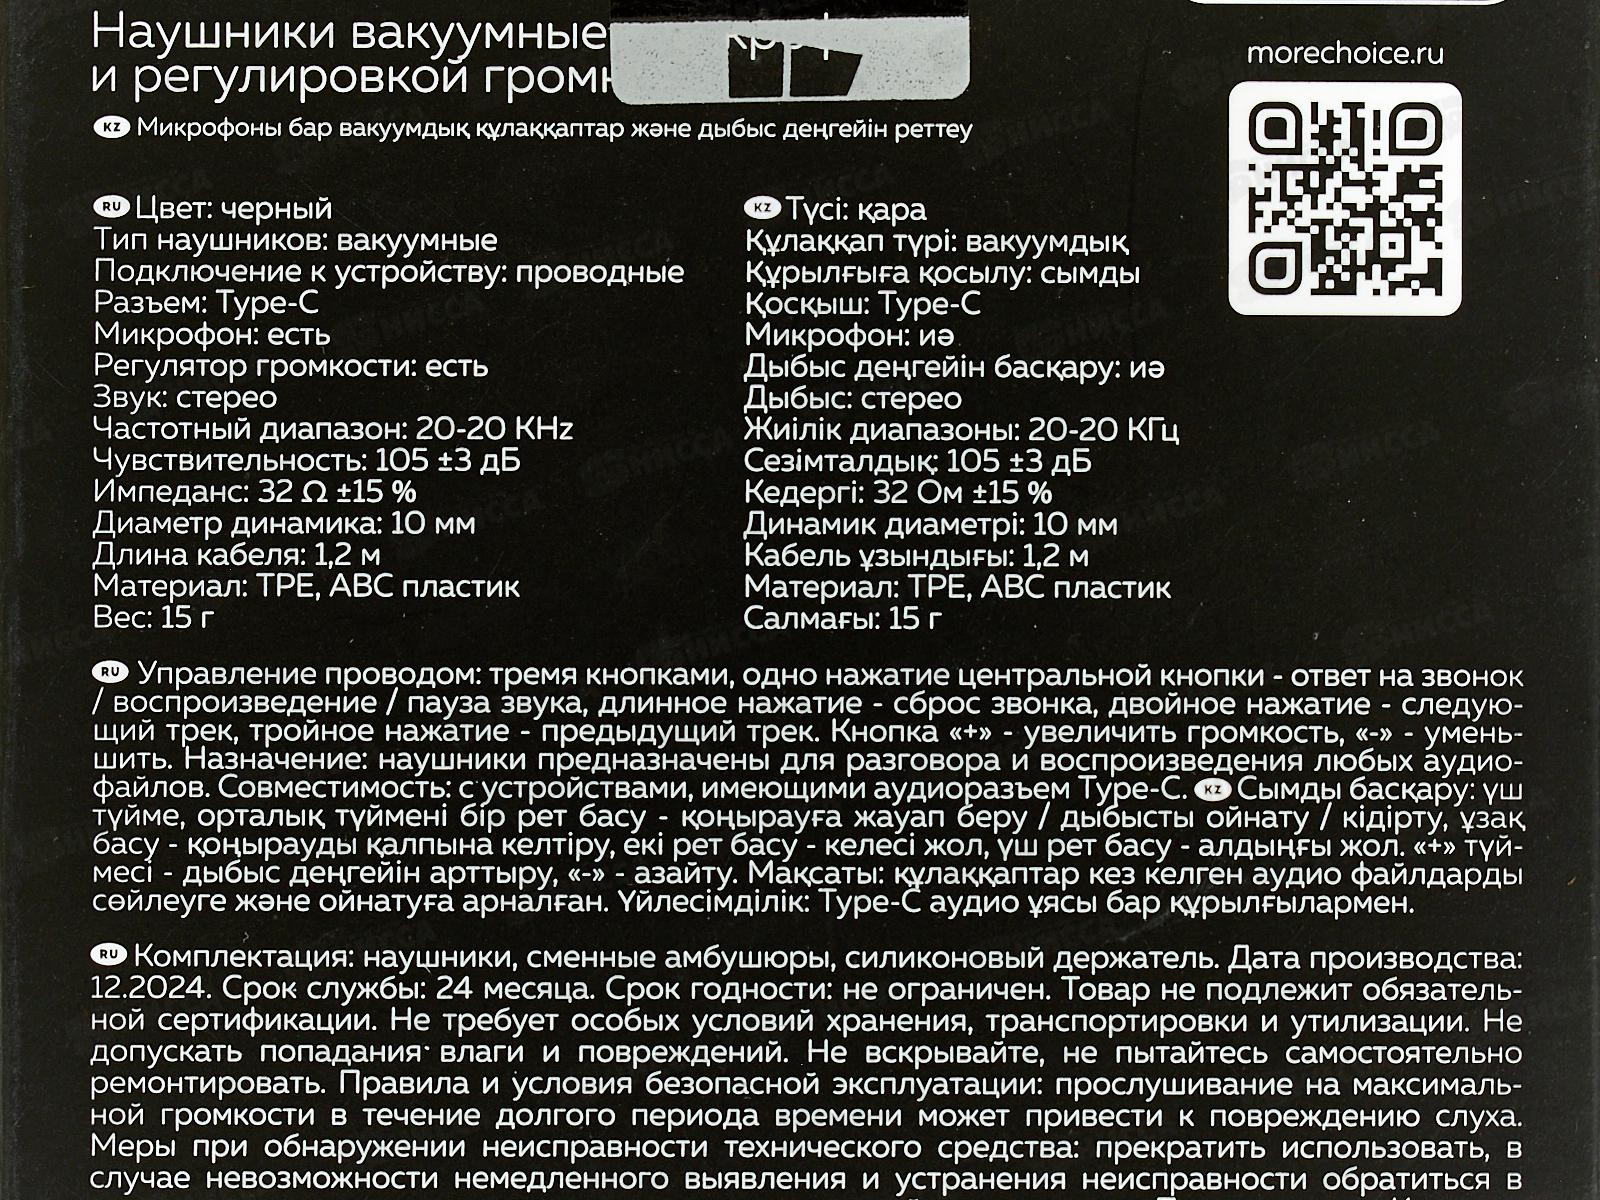 Наушники вакуумные
и регулировкой
morechoice.ru
KZ Микрофоны бар вакуумдық құлаққаптар және дыбыс деңгейін реттеу
RU Цвет: черный
Тип наушников: вакуумные
Подключение к устройству: проводные
Разъем: Type-C
Микрофон: есть
Регулятор громкости: есть
Звук: стерео
Частотный диапазон: 20-20 KHz
Чувствительность: 105 ±3 дБ
Импеданс: 32 Ω ±15 %
Диаметр динамика: 10 мм
Длина кабеля: 1,2 м
Материал: TPE, АВС пластик
Вес: 15 г
KZ Түсі: қара
Құлаққап түрі: вакуумдық
Құрылғыға қосылу: сымды
Қосқыш: Type-C
Микрофон: иә
Дыбыс деңгейін басқару: иә
Дыбыс: стерео
Жиілік диапазоны: 20-20 КГц
Сезімталдық: 105 ±3 дБ
Кедергі: 32 Ом ±15 %
Динамик диаметрі: 10 мм
Кабель ұзындығы: 1,2 м
Материал: TPE, АВС пластик
Салмағы: 15 г
RU Управление проводом: тремя кнопками, одно нажатие центральной кнопки - ответ на звонок
/ воспроизведение / пауза звука, длинное нажатие - сброс звонка, двойное нажатие - следую-
щий трек, тройное нажатие - предыдущий трек. Кнопка «+» - увеличить громкость, «-» - умень-
шить. Назначение: наушники предназначены для разговора и воспроизведения любых аудио-
файлов. Совместимость: с устройствами, имеющими аудиоразъем Type-C. KZ Сымды басқару: үш
түйме, орталық түймені бір рет басу - қоңырауға жауап беру / дыбысты ойнату / кідірту, ұзақ
басу - қоңырауды қалпына келтіру, екі рет басу - келесі жол, үш рет басу - алдыңғы жол. «+» түй-
месі - дыбыс деңгейін арттыру, «-» - азайту. Мақсаты: құлаққаптар кез келген аудио файлдарды
сөйлеуге және ойнатуға арналған. Үйлесімділік: Type-C аудио ұясы бар құрылғылармен.
RU Комплектация: наушники, сменные амбушюры, силиконовый держатель. Дата производства:
12.2024. Срок службы: 24 месяца. Срок годности: не ограничен. Товар не подлежит обязатель-
ной сертификации. Не требует особых условий хранения, транспортировки и утилизации. Не
допускать попадания влаги и повреждений. Не вскрывайте, не пытайтесь самостоятельно
ремонтировать. Правила и условия безопасной эксплуатации: прослушивание на максималь-
ной громкости в течение долгого периода времени может привести к повреждению слуха.
Меры при обнаружении неисправности технического средства: прекратить использовать, в
случае невозможности немедленного выявления и устранения неисправности обратиться в